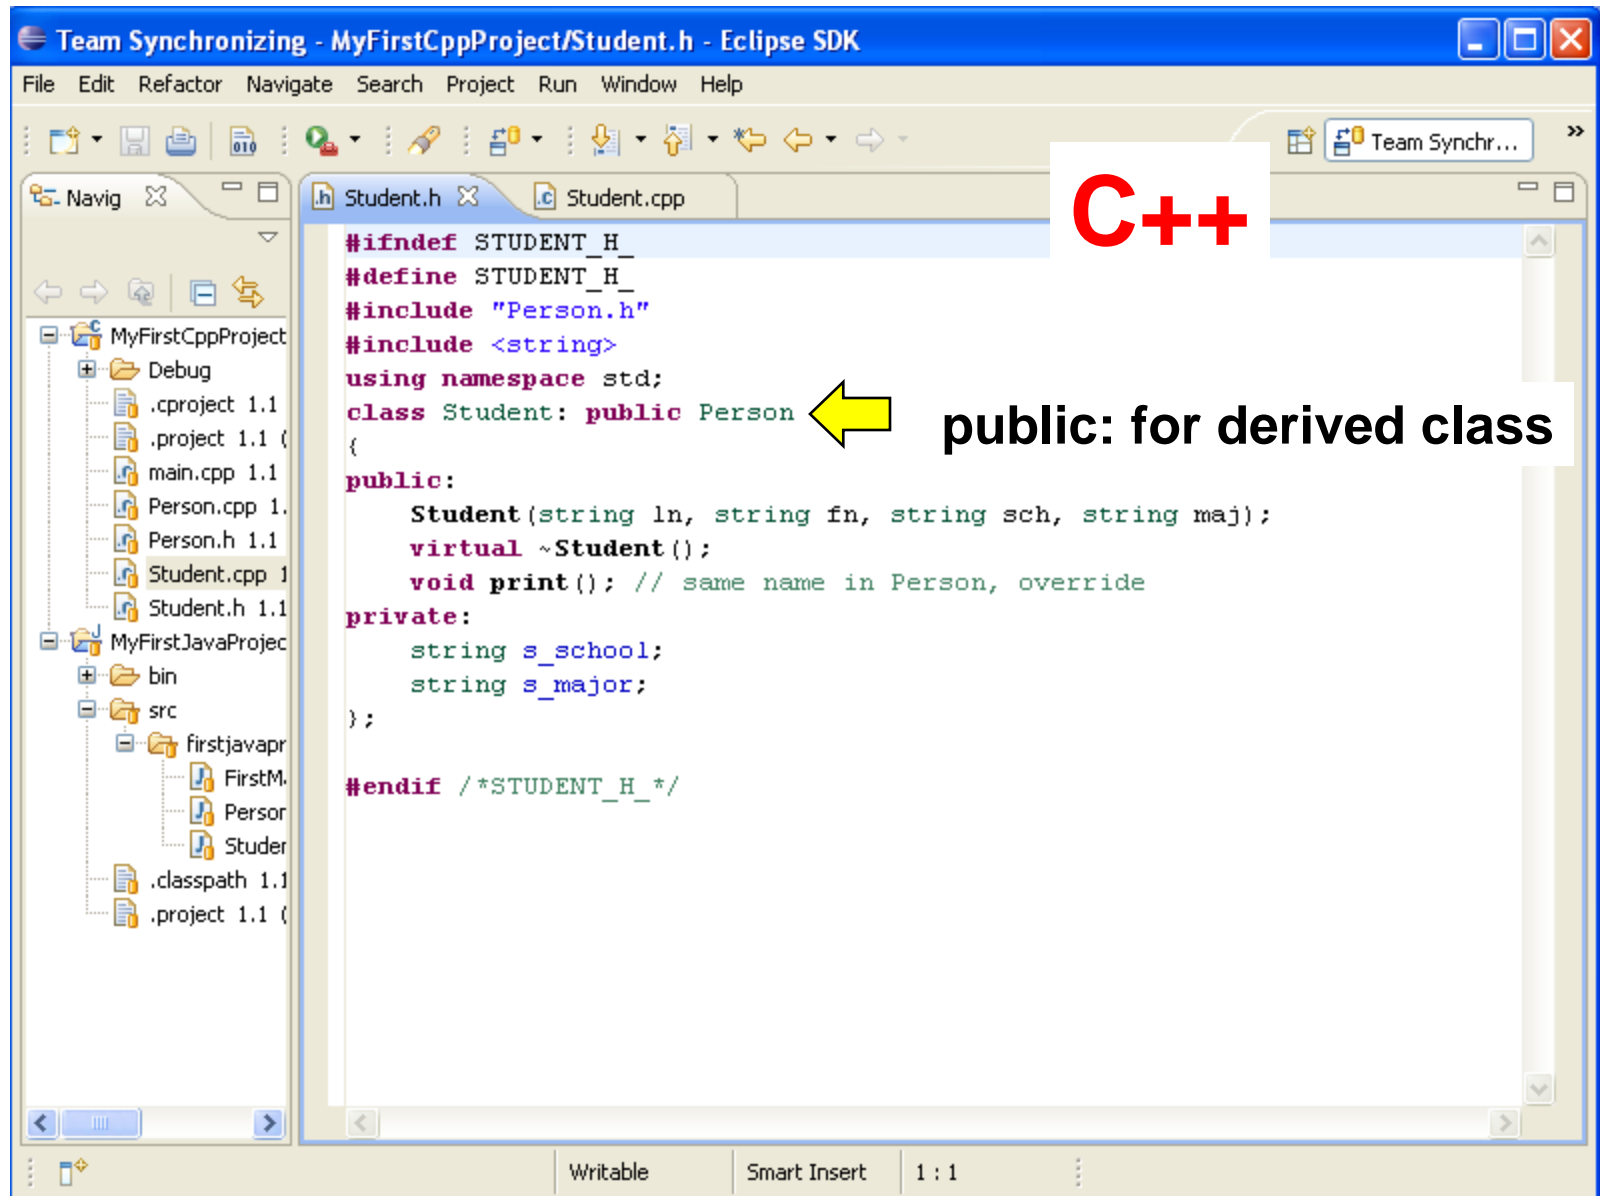 Team Synchronizing - MyFirstCppProject/Student.h - Eclipse SDK
File Edit Refactor Navigate Search Project Run Window Help
010
Team Synchr... »
Navig
Student.h
Student.cpp
C++
MyFirstCppProject
Debug
.cproject 1.1
.project 1.1 (
main.cpp 1.1
Person.cpp 1.
Person.h 1.1
Student.cpp 1
Student.h 1.1
MyFirstJavaProjec
bin
src
firstjavapr
FirstM
Person
Studen
.classpath 1.1
.project 1.1 (
#ifndef STUDENT_H_
#define STUDENT_H_
#include "Person.h"
#include <string>
using namespace std;
class Student: public Person
public: for derived class
{
public:
Student(string ln, string fn, string sch, string maj);
virtual ~Student();
void print(); // same name in Person, override
private:
string s_school;
string s_major;
};
#endif /*STUDENT_H_*/
Writable
Smart Insert
1 : 1